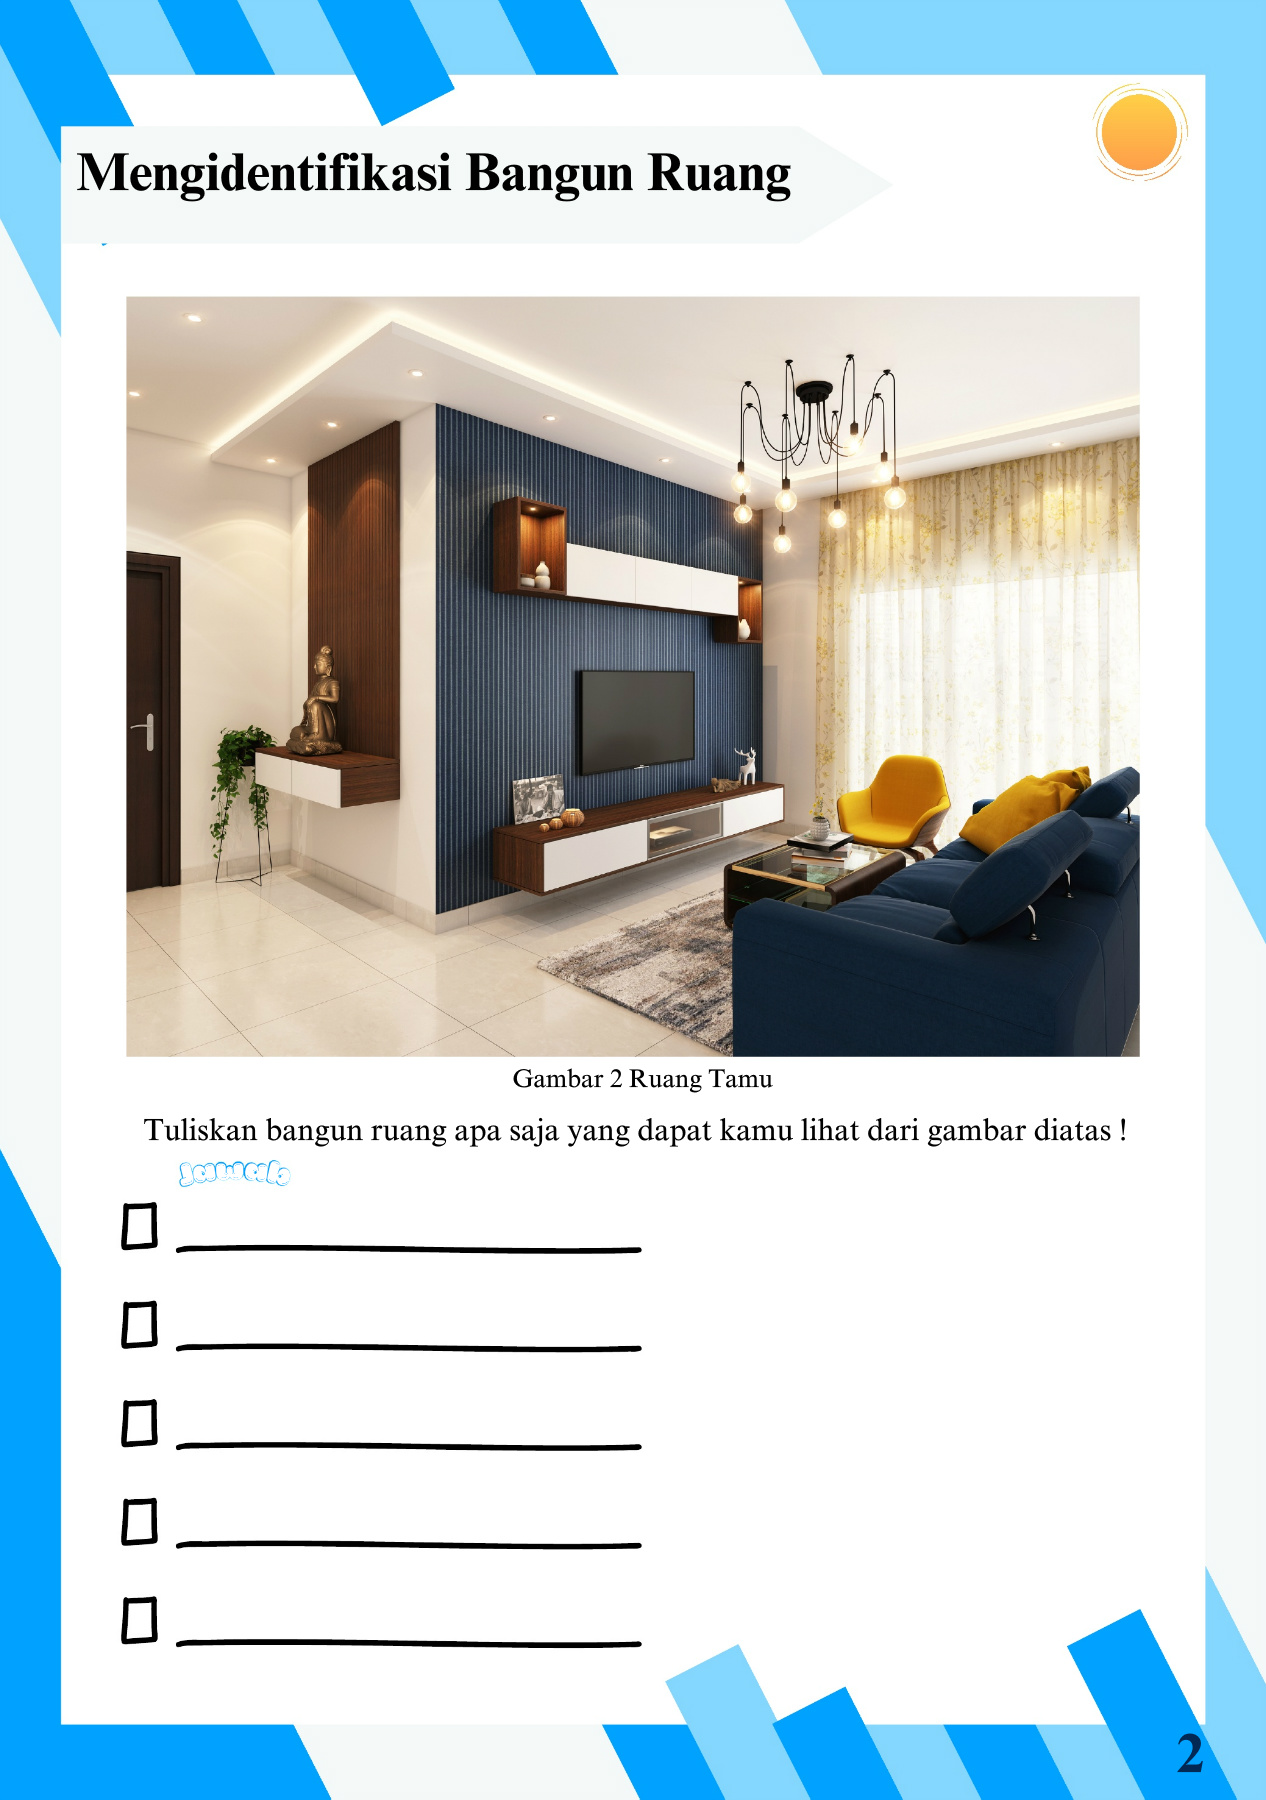 Mengidentifikasi Bangun Ruang
Gambar 2 Ruang Tamu
Tuliskan bangun ruang apa saja yang dapat kamu lihat dari gambar diatas !
Jawab
2